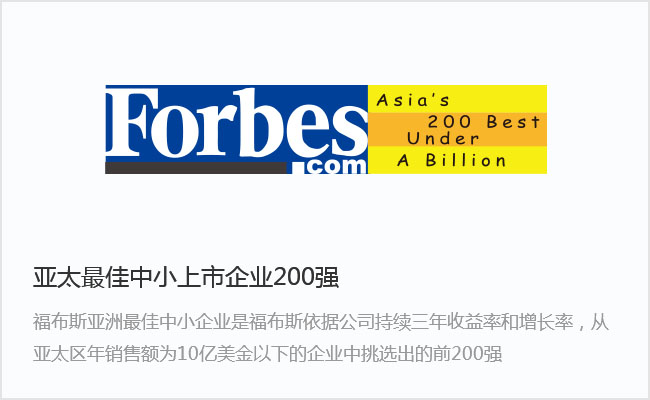 Forbes
.com
Asia's
200 Best
Under
A Billion
亚太最佳中小上市企业200强
福布斯亚洲最佳中小企业是福布斯依据公司持续三年收益率和增长率，从
亚太区年销售额为10亿美金以下的企业中挑选出的前200强